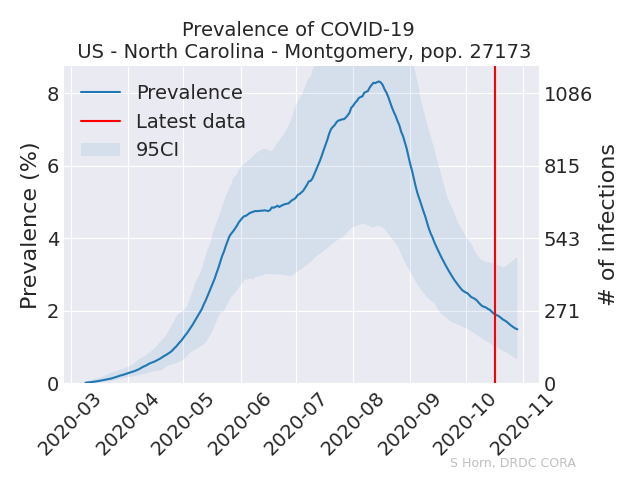 Prevalence of COVID-19
US - North Carolina - Montgomery, pop. 27173
Prevalence
Latest data
95CI
Prevalence (%)
8
6
4
2
0
1086
815
543
271
0
# of infections
2020-03
2020-04
2020-05
2020-06
2020-07
2020-08
2020-09
2020-10
2020-11
S Horn, DRDC CORA